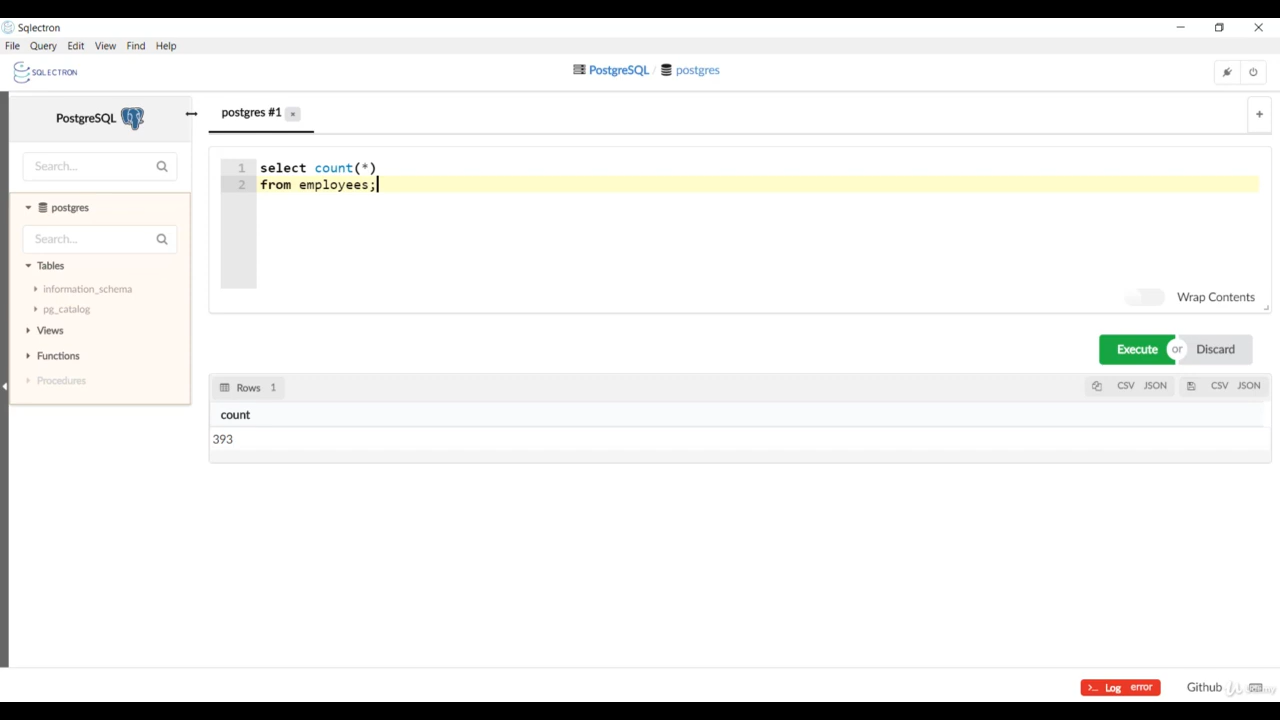 Sqlectron
File Query Edit View Find Help
SQLECTRON
PostgreSQL / postgres
PostgreSQL
postgres #1 ×
+
Search...
1 select count(*)
2 from employees;
postgres
Search...
Tables
information_schema
pg_catalog
Views
Functions
Procedures
Wrap Contents
Execute or Discard
Rows 1
CSV JSON CSV JSON
count
393
>_ Log error
Github
Udemy